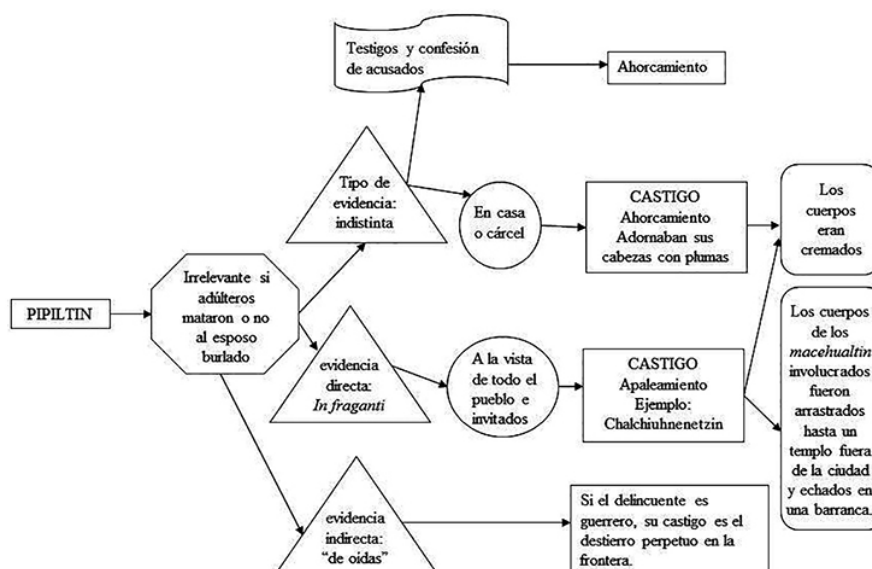 Testigos y confesión
de acusados
Ahorcamiento
Tipo de
evidencia:
indistinta
En casa
o cárcel
CASTIGO
Ahorcamiento
Adornaban sus
cabezas con plumas
Los
cuerpos
eran
cremados
PIPILTIN
Irrelevante si
adúlteros
mataron o no
al esposo
burlado
evidencia
directa:
In fraganti
A la vista
de todo el
pueblo e
invitados
CASTIGO
Apaleamiento
Ejemplo:
Chalchiuhnenetzin
Los cuerpos
de los
macehualtin
involucrados
fueron
arrastrados
hasta un
templo fuera
de la ciudad
y echados en
una barranca.
evidencia
indirecta:
“de oídas”
Si el delincuente es
guerrero, su castigo es el
destierro perpetuo en la
frontera.